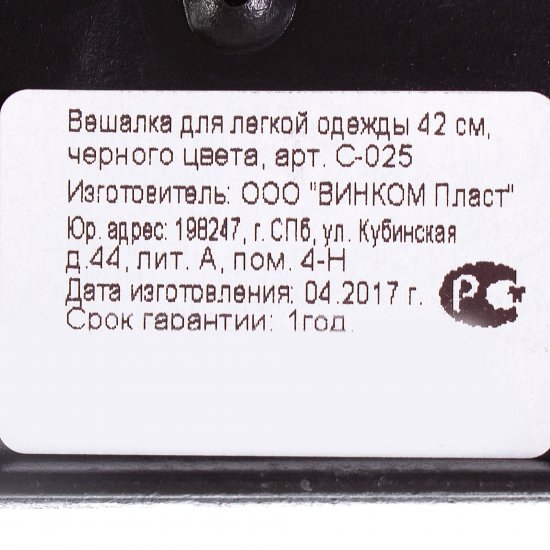 Вешалка для легкой одежды 42 см,
черного цвета, арт. С-025
Изготовитель: ООО "ВИНКОМ Пласт"
Юр. адрес: 198247, г. СПб, ул. Кубинская
д.44, лит. А, пом. 4-Н
Дата изготовления: 04.2017 г.
Срок гарантии: 1год
РСт